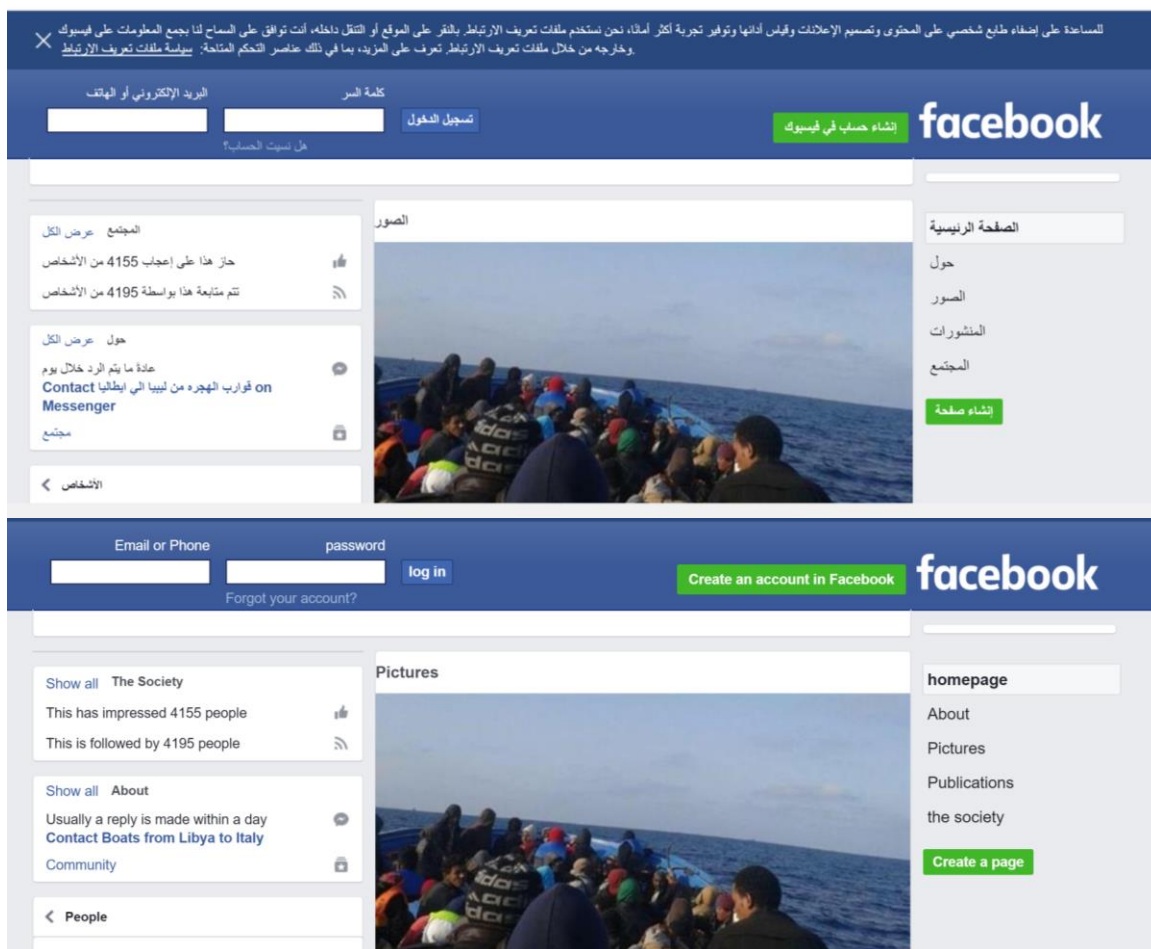 للمساعدة على إضفاء طابع شخصي على المحتوى وتصميم الإعلانات وقياس أدائها وتوفير تجربة أكثر أمانًا، نحن نستخدم ملفات تعريف الارتباط. بالنقر على الموقع أو التنقل داخله، أنت توافق على السماح لنا بجمع المعلومات على فيسبوك
وخارجه من خلال ملفات تعريف الارتباط. تعرف على المزيد، بما في ذلك عناصر التحكم المتاحة: سياسة ملفات تعريف الارتباط.
facebook
إنشاء حساب في فيسبوك
كلمة السر
البريد الإلكتروني أو الهاتف
تسجيل الدخول
هل نسيت الحساب؟
الصفحة الرئيسية
حول
الصور
المنشورات
المجتمع
إنشاء صفحة
الصور
المجتمع عرض الكل
حاز هذا على إعجاب 4155 من الأشخاص
تتم متابعة هذا بواسطة 4195 من الأشخاص
حول عرض الكل
عادة ما يتم الرد خلال يوم
Contact قوارب الهجره من ليبيا الي ايطاليا on
Messenger
مجتمع
الأشخاص
Email or Phone
password
log in
Forgot your account?
Create an account in Facebook
facebook
Show all The Society
This has impressed 4155 people
This is followed by 4195 people
Show all About
Usually a reply is made within a day
Contact Boats from Libya to Italy
Community
People
Pictures
adidas
homepage
About
Pictures
Publications
the society
Create a page